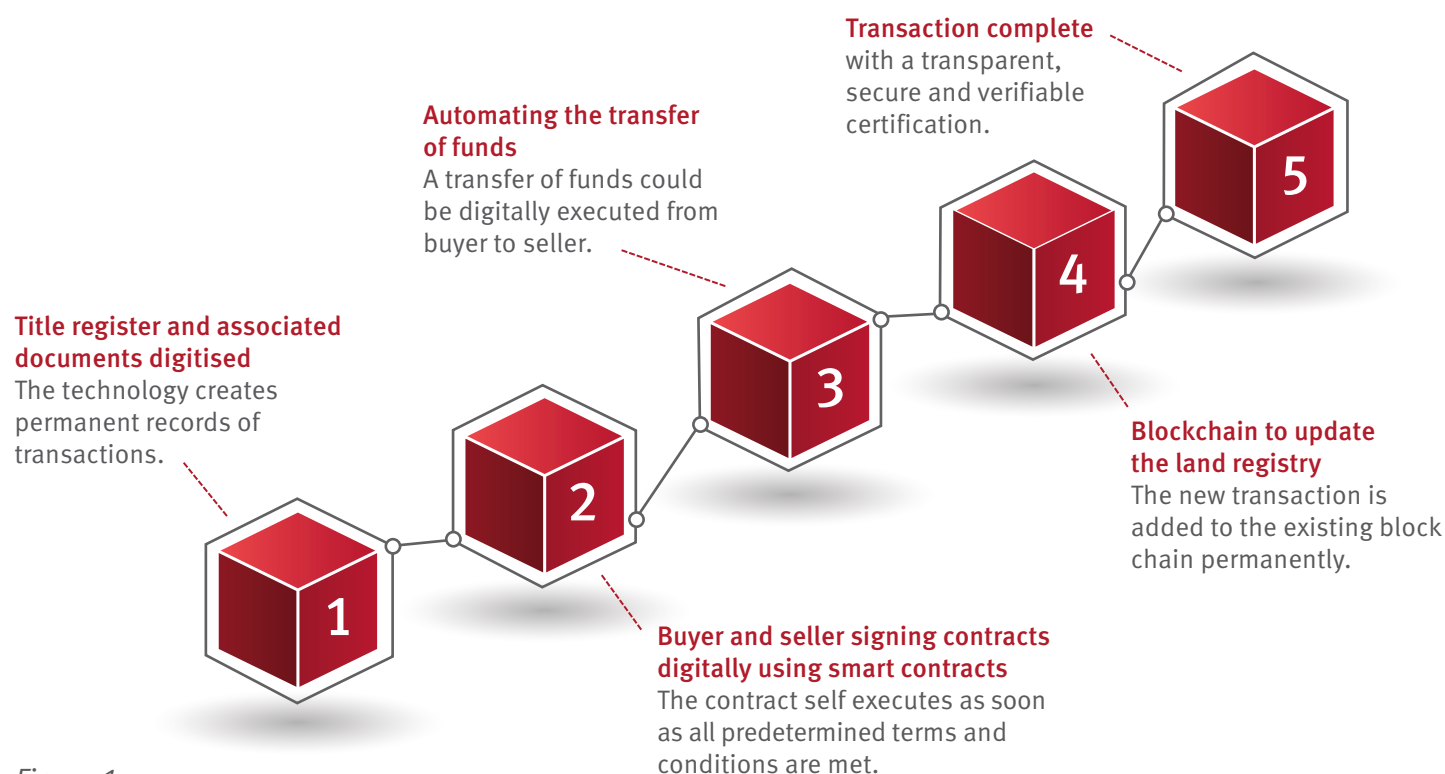 Title register and associated
documents digitised
The technology creates
permanent records of
transactions.
1
Buyer and seller signing contracts
digitally using smart contracts
The contract self executes as soon
as all predetermined terms and
conditions are met.
2
Automating the transfer
of funds
A transfer of funds could
be digitally executed from
buyer to seller.
3
Blockchain to update
the land registry
The new transaction is
added to the existing block
chain permanently.
4
Transaction complete
with a transparent,
secure and verifiable
certification.
5
Figure 1